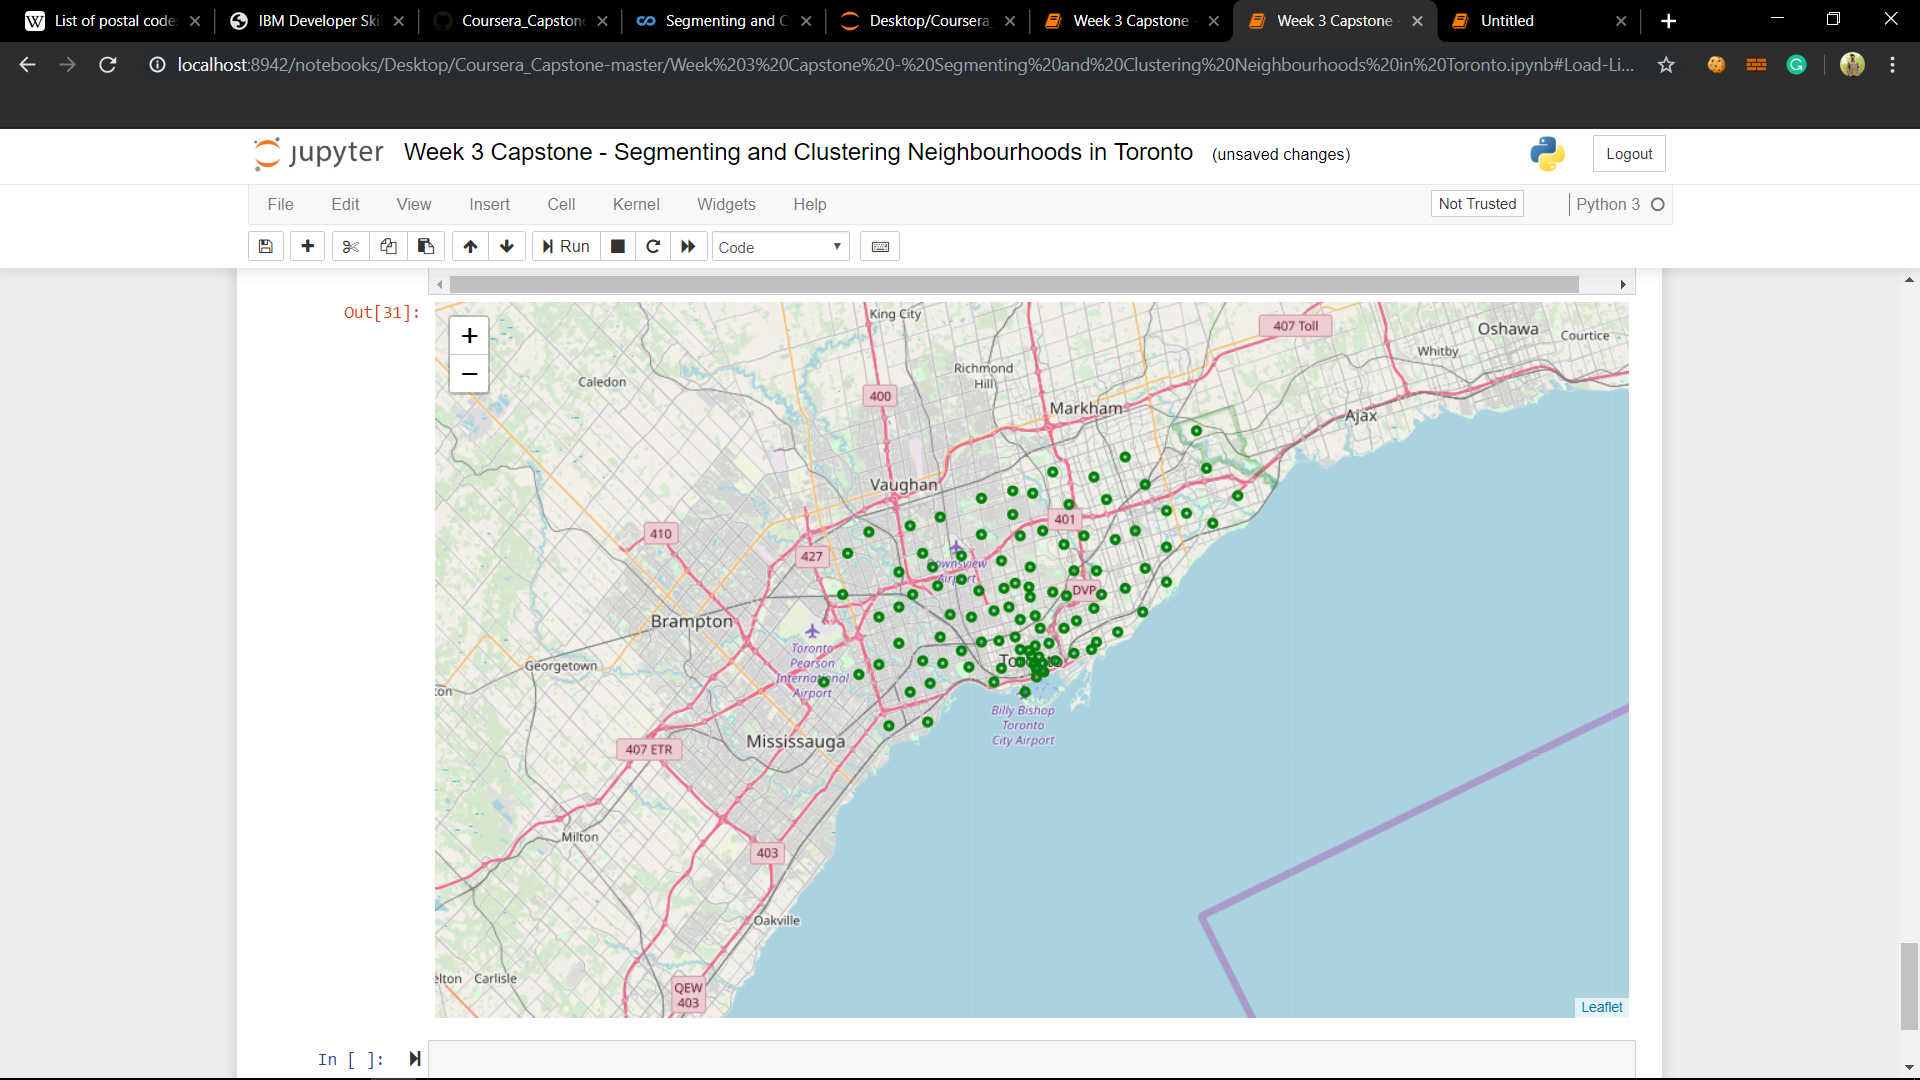 List of postal code
IBM Developer Ski
Coursera_Capstone
Segmenting and C
Desktop/Coursera_
Week 3 Capstone -
Week 3 Capstone -
Untitled
localhost:8942/notebooks/Desktop/Coursera_Capstone-master/Week%203%20Capstone%20-%20Segmenting%20and%20Clustering%20Neighbourhoods%20in%20Toronto.ipynb#Load-Li...
jupyter Week 3 Capstone - Segmenting and Clustering Neighbourhoods in Toronto (unsaved changes)
Logout
File Edit View Insert Cell Kernel Widgets Help
Not Trusted
Python 3
Run
Code
Out[31]:
+
−
King City
407 Toll
Oshawa
Courtice
Whitby
Richmond
Hill
Caledon
400
Markham
Ajax
Vaughan
401
410
427
Downsview
Airport
DVP
Brampton
Toronto
Pearson
International
Airport
Georgetown
Toronto
ton
Billy Bishop
Toronto
City Airport
Mississauga
407 ETR
Milton
403
Oakville
elton
Carlisle
QEW
403
Leaflet
In [ ]: